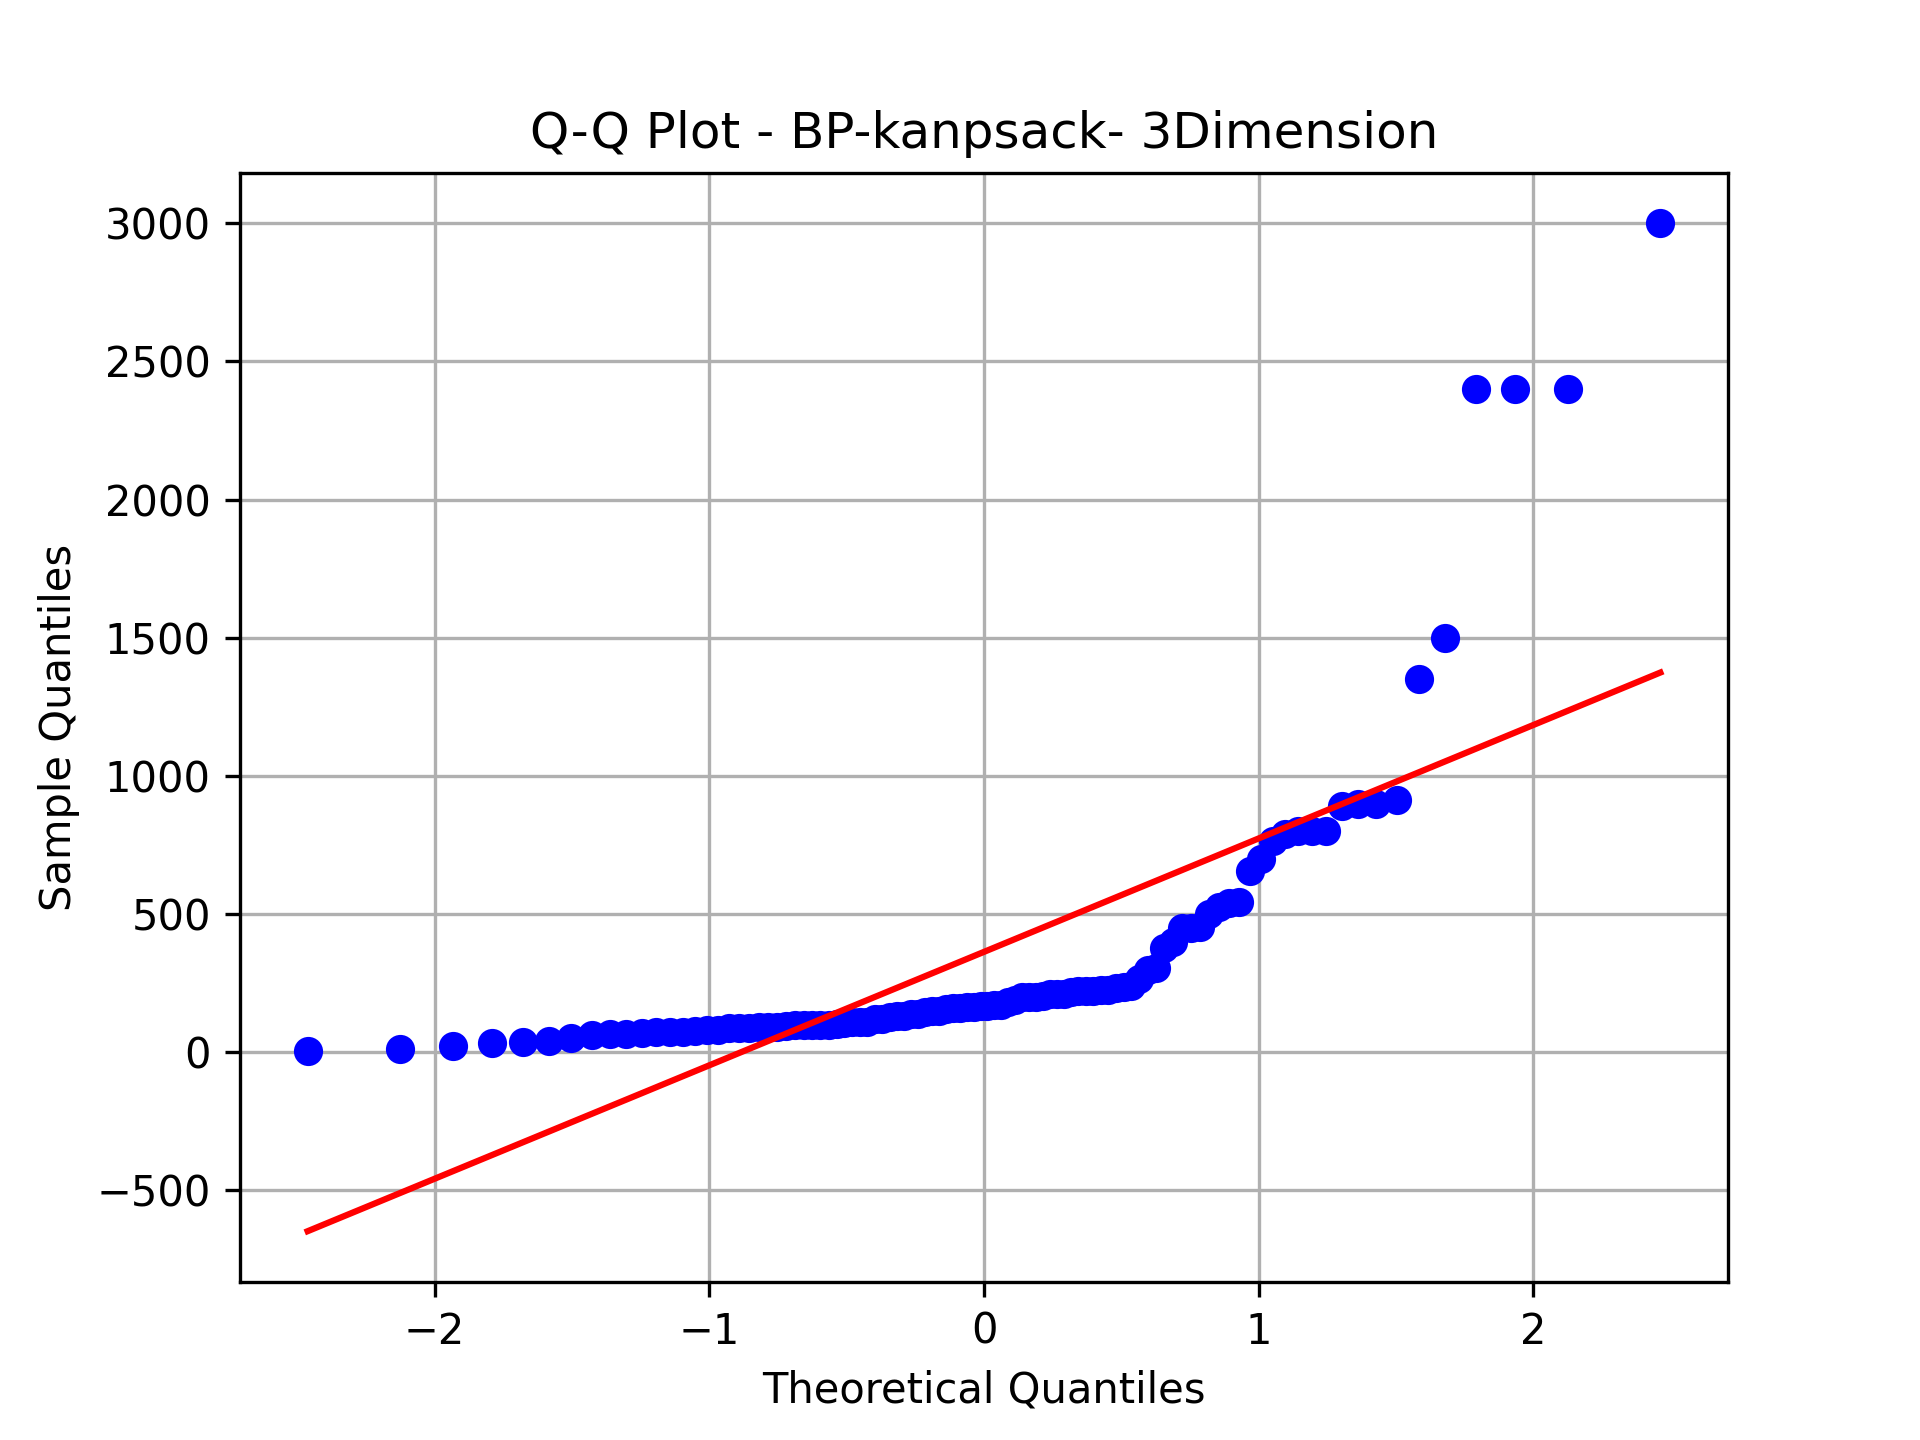 Q-Q Plot - BP-kanpsack- 3Dimension
3000
2500
2000
1500
1000
500
0
−500
Sample Quantiles
−2 −1 0 1 2
Theoretical Quantiles